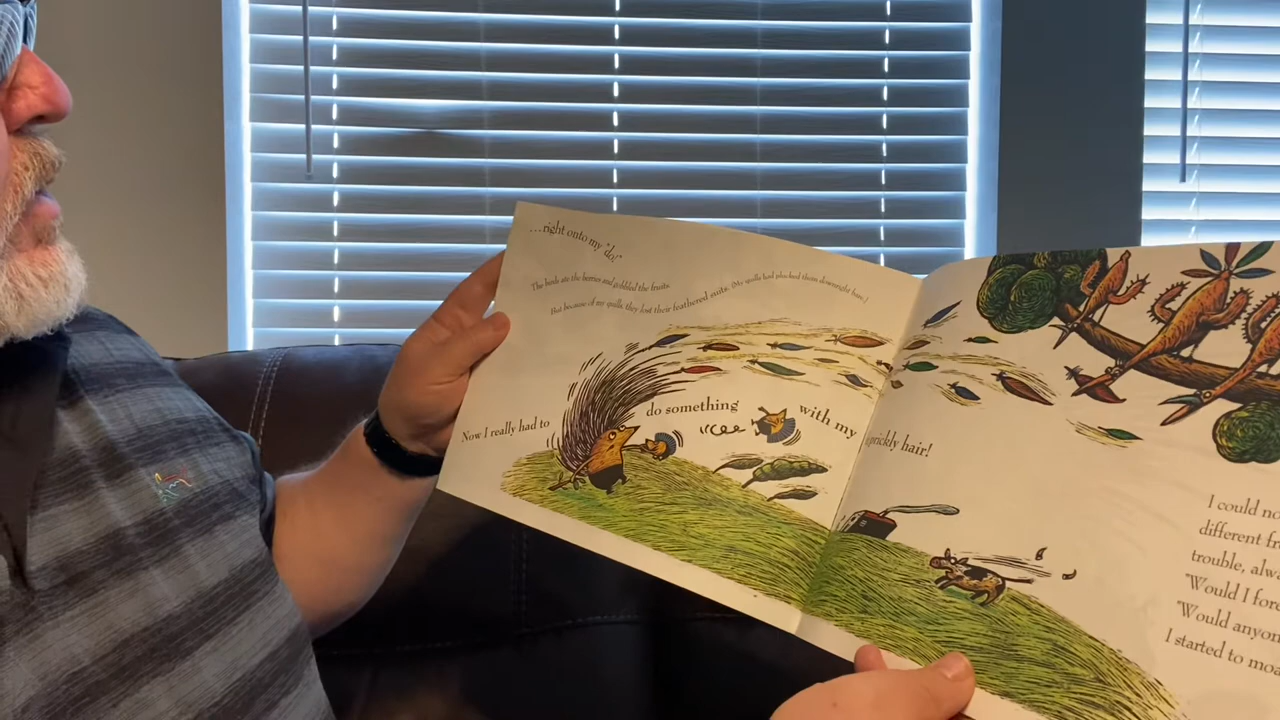 ...right onto my "do!"
The birds ate the berries and gobbled the fruits.
But because of my quills, they lost their feathered suits. (My quills had plucked them downright bare!)
Now I really had to do something with my prickly hair!
I could no
different fr
trouble, alwa
"Would I fore
"Would anyon
I started to moa